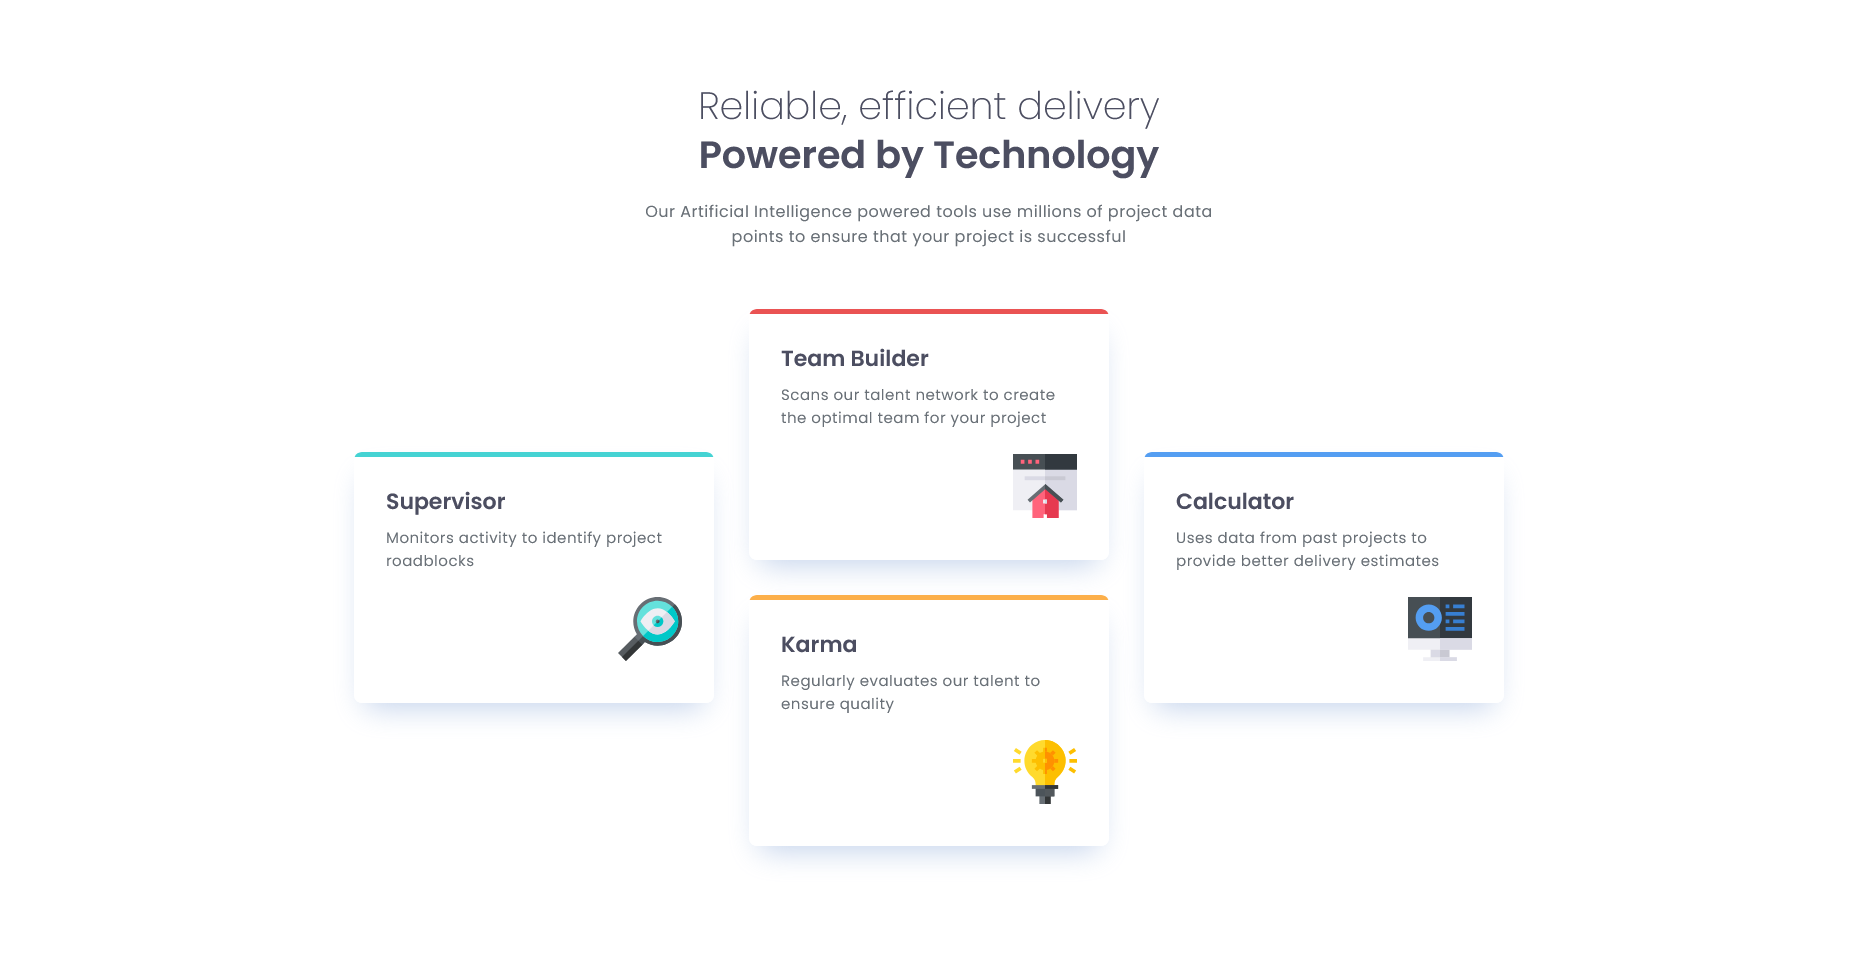 Reliable, efficient delivery
Powered by Technology
Our Artificial Intelligence powered tools use millions of project data
points to ensure that your project is successful
Supervisor
Monitors activity to identify project
roadblocks
Team Builder
Scans our talent network to create
the optimal team for your project
Karma
Regularly evaluates our talent to
ensure quality
Calculator
Uses data from past projects to
provide better delivery estimates